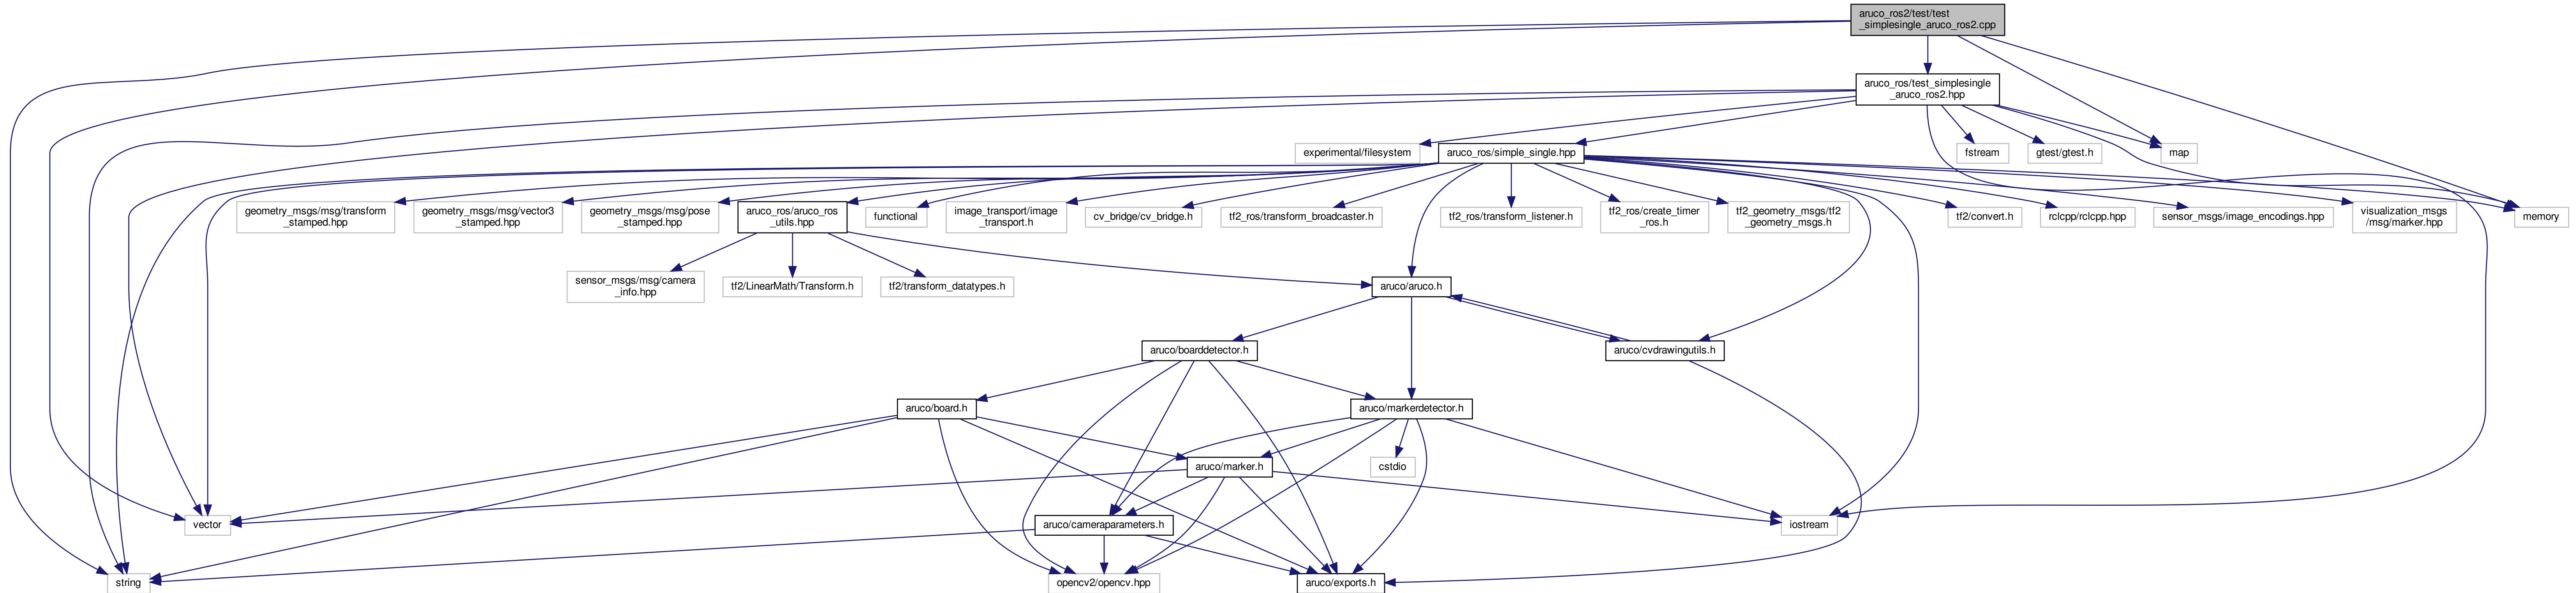 aruco_ros2/test/test
_simplesingle_aruco_ros2.cpp
aruco_ros/test_simplesingle
_aruco_ros2.hpp
experimental/filesystem
aruco_ros/simple_single.hpp
fstream
gtest/gtest.h
map
geometry_msgs/msg/transform
_stamped.hpp
geometry_msgs/msg/vector3
_stamped.hpp
geometry_msgs/msg/pose
_stamped.hpp
aruco_ros/aruco_ros
_utils.hpp
functional
image_transport/image
_transport.h
cv_bridge/cv_bridge.h
tf2_ros/transform_broadcaster.h
tf2_ros/transform_listener.h
tf2_ros/create_timer
_ros.h
tf2_geometry_msgs/tf2
_geometry_msgs.h
tf2/convert.h
rclcpp/rclcpp.hpp
sensor_msgs/image_encodings.hpp
visualization_msgs
/msg/marker.hpp
memory
sensor_msgs/msg/camera
_info.hpp
tf2/LinearMath/Transform.h
tf2/transform_datatypes.h
aruco/aruco.h
aruco/boarddetector.h
aruco/cvdrawingutils.h
aruco/board.h
aruco/markerdetector.h
aruco/marker.h
cstdio
vector
aruco/cameraparameters.h
iostream
string
opencv2/opencv.hpp
aruco/exports.h